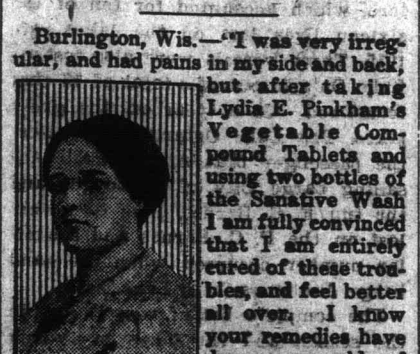 Burlington, Wis.—"I was very irreg-
ular, and had pains in my side and back,
but after taking
Lydia E. Pinkham's
Vegetable Com-
pound Tablets and
using two bottles of
the Sanative Wash
I am fully convinced
that I am entirely
cured of these trou-
bles, and feel better
all over. I know
your remedies have